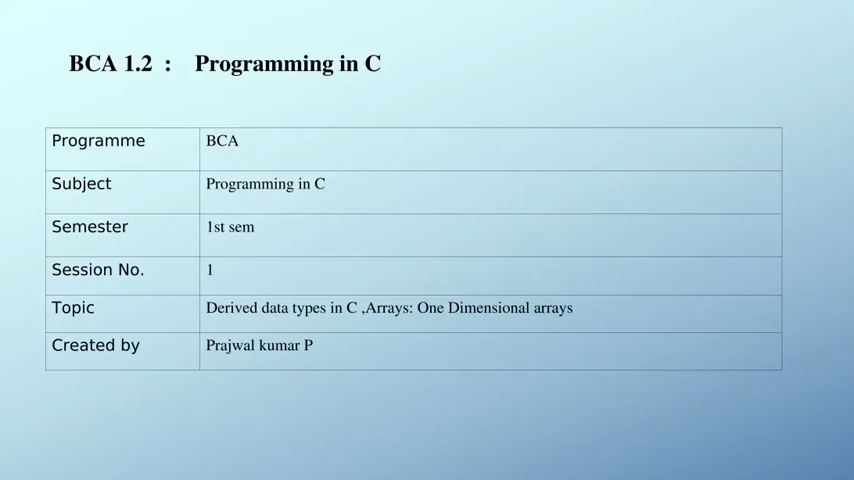 BCA 1.2 : Programming in C
Programme BCA
Subject Programming in C
Semester 1st sem
Session No. 1
Topic Derived data types in C ,Arrays: One Dimensional arrays
Created by Prajwal kumar P